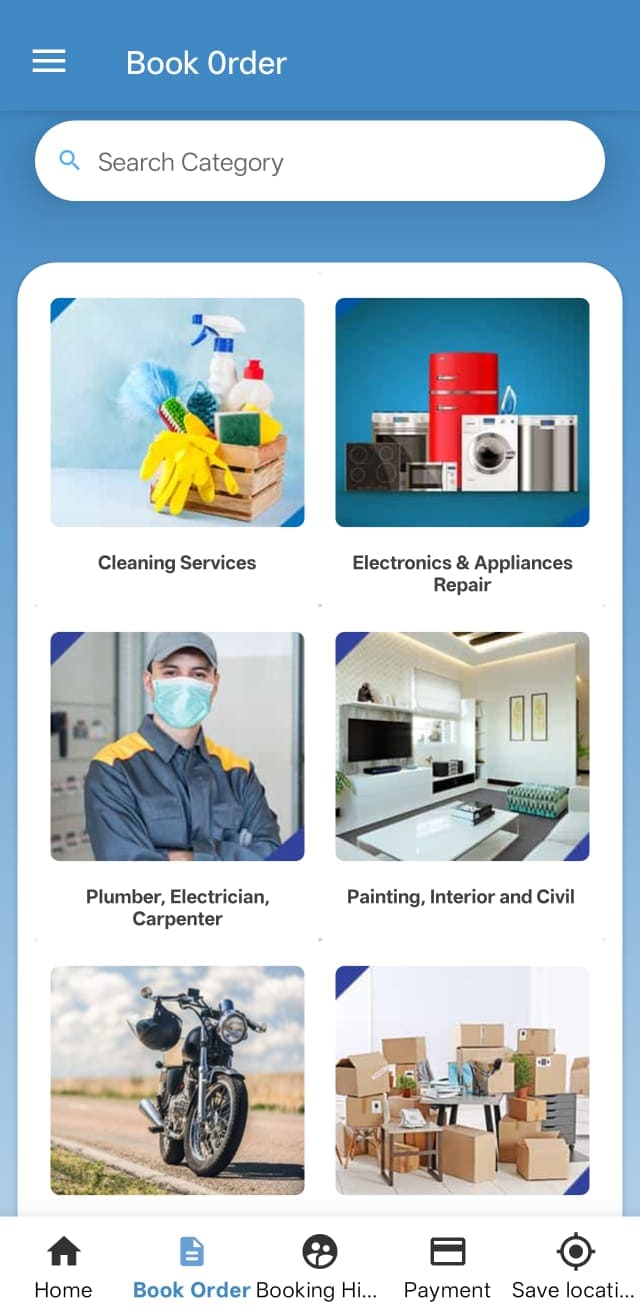 Book Order
Search Category
Cleaning Services
Electronics & Appliances
Repair
Plumber, Electrician,
Carpenter
Painting, Interior and Civil
Home
Book Order
Booking Hi...
Payment
Save locati...